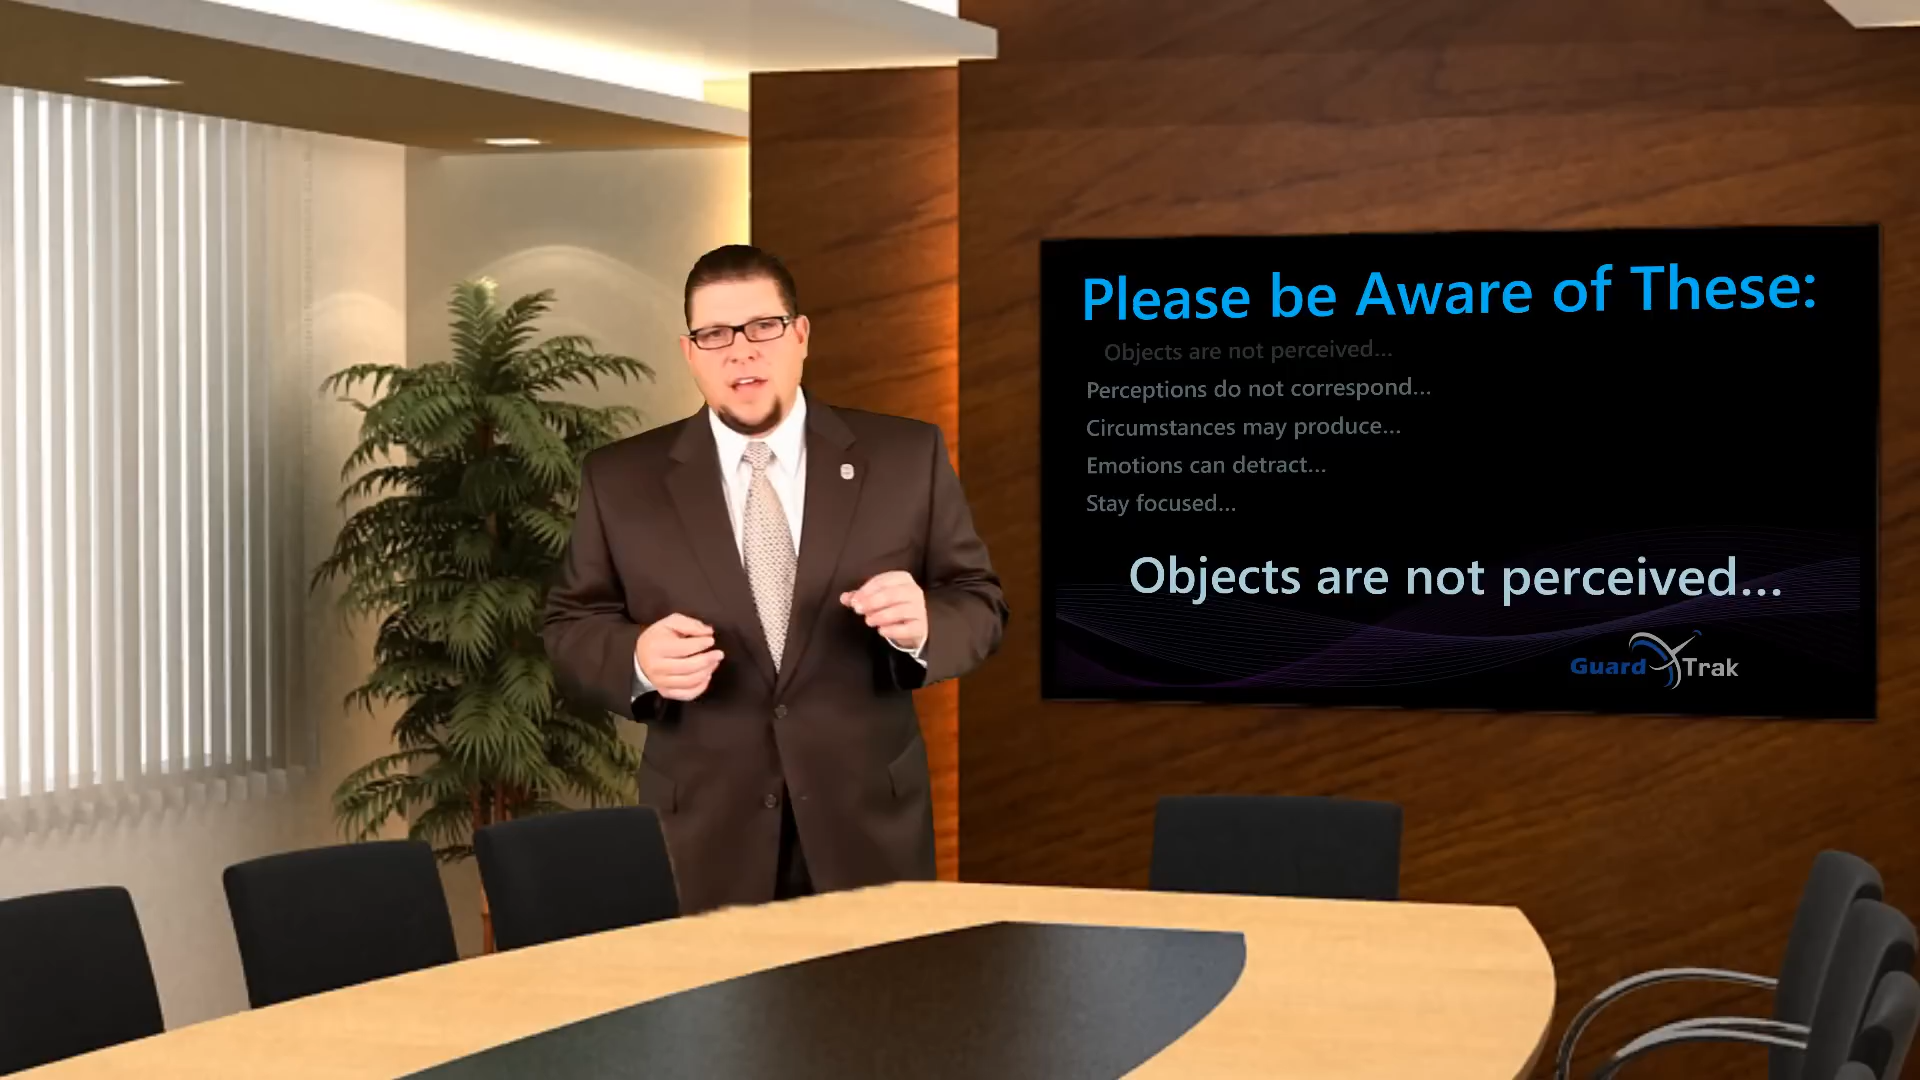 Please be Aware of These:
Objects are not perceived...
Perceptions do not correspond...
Circumstances may produce...
Emotions can detract...
Stay focused...
Objects are not perceived...
Guard Trak